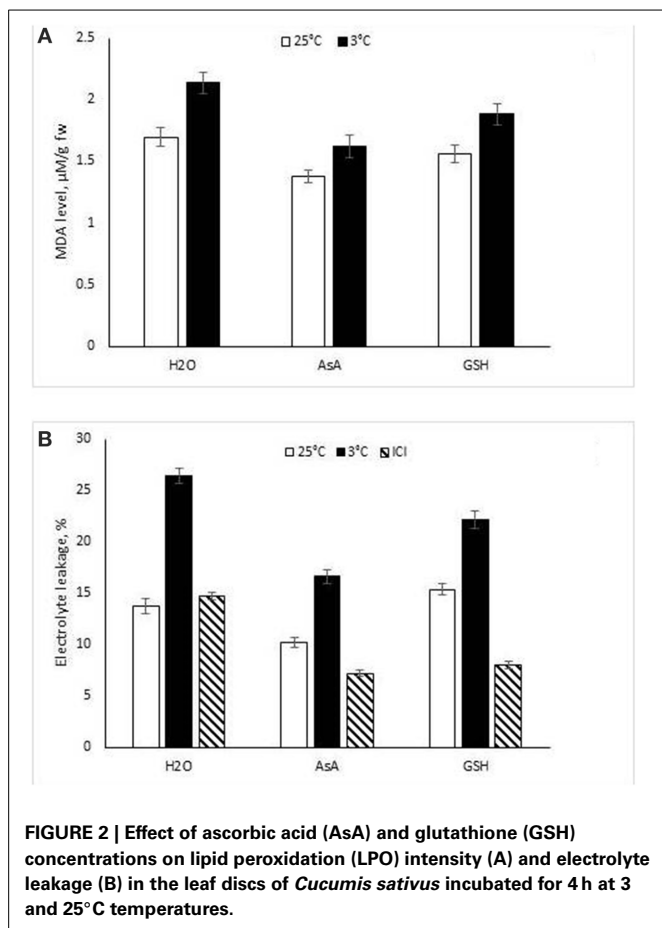 A
2.5
25°C 3°C
2
1.5
1
0.5
0
MDA level, µM/g fw
H2O AsA GSH
B
30
25°C 3°C ICI
25
20
15
10
5
0
Electrolyte leakage, %
H2O AsA GSH
FIGURE 2 | Effect of ascorbic acid (AsA) and glutathione (GSH)
concentrations on lipid peroxidation (LPO) intensity (A) and electrolyte
leakage (B) in the leaf discs of Cucumis sativus incubated for 4 h at 3
and 25°C temperatures.